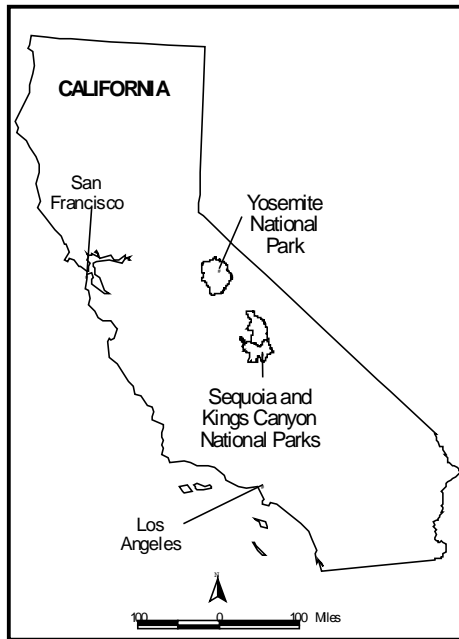 CALIFORNIA
San
Francisco
Yosemite
National
Park
Sequoia and
Kings Canyon
National Parks
Los
Angeles
N
100 0 100 Miles